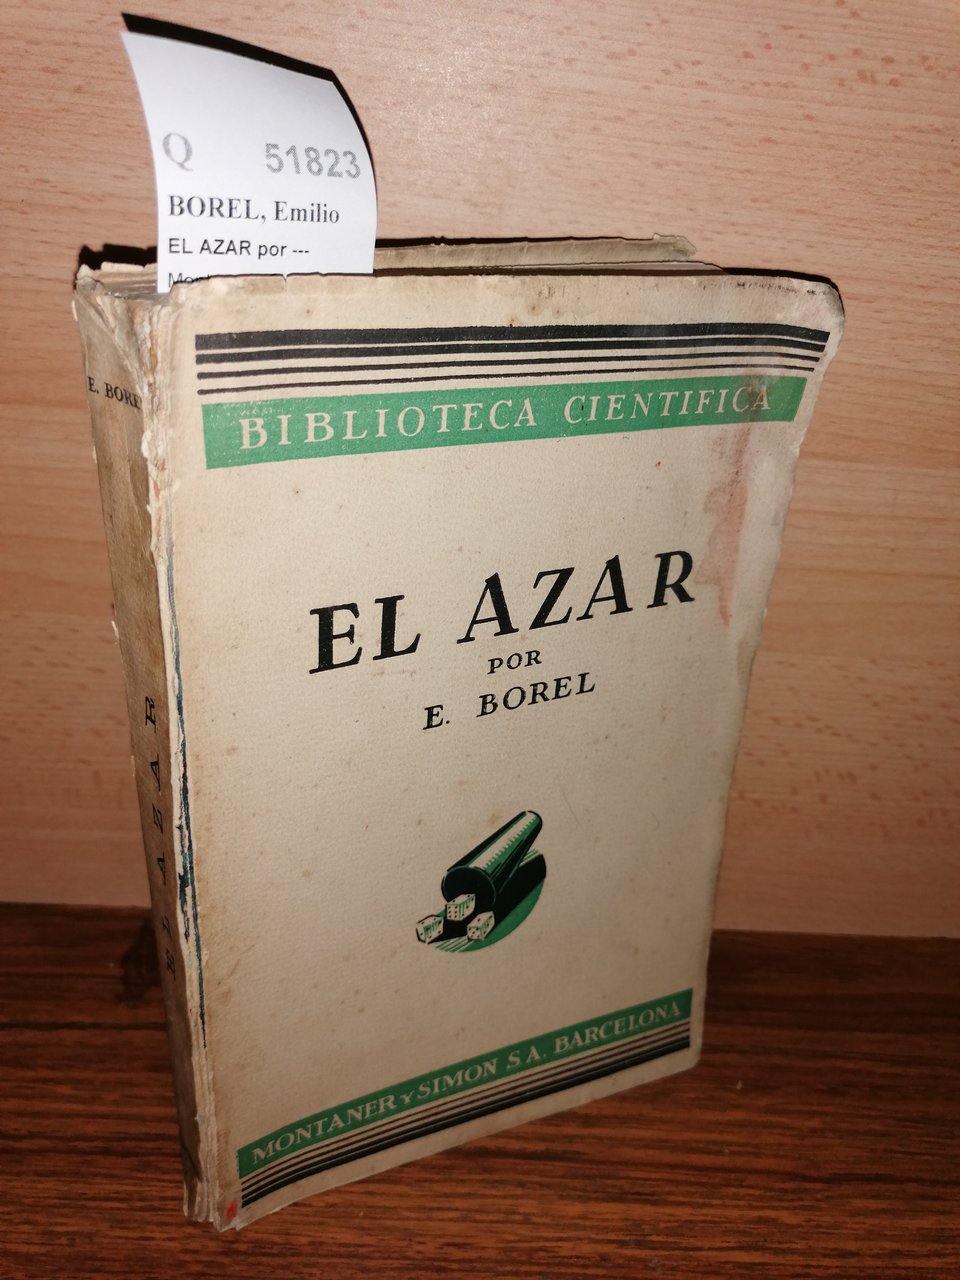 Q 51823
BOREL, Emilio
EL AZAR por ---
E. BOREL
EL AZAR
BIBLIOTECA CIENTIFICA
EL AZAR
POR
E. BOREL
MONTANER Y SIMON S.A. BARCELONA